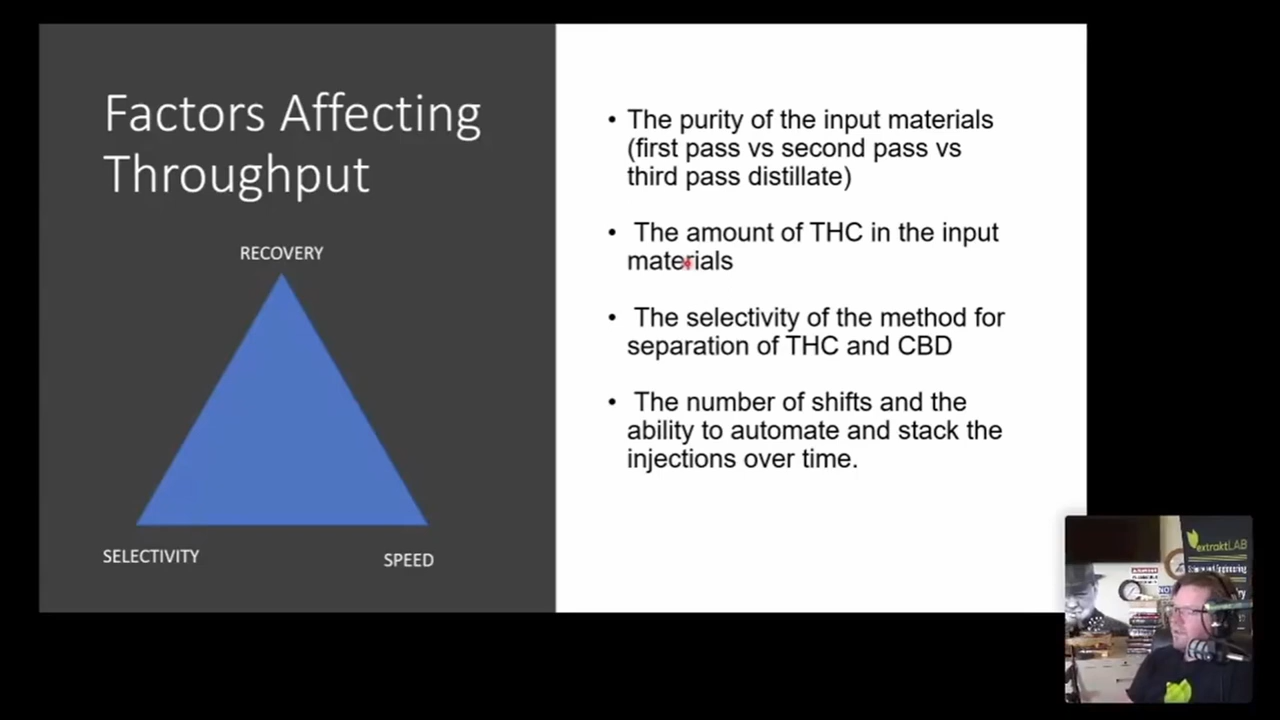 Factors Affecting
Throughput
RECOVERY
SELECTIVITY
SPEED
• The purity of the input materials
(first pass vs second pass vs
third pass distillate)
• The amount of THC in the input
materials
• The selectivity of the method for
separation of THC and CBD
• The number of shifts and the
ability to automate and stack the
injections over time.
extraktLAB